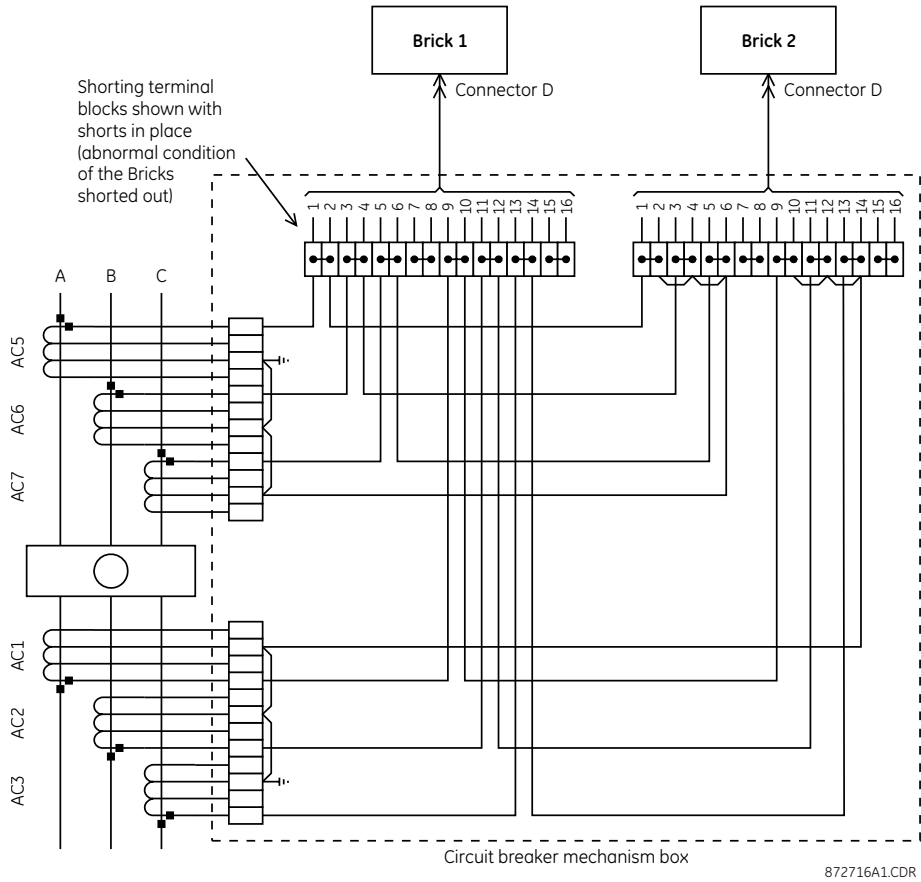 Brick 1
Brick 2
Connector D
Connector D
Shorting terminal
blocks shown with
shorts in place
(abnormal condition
of the Bricks
shorted out)
1 2 3 4 5 6 7 8 9 10 11 12 13 14 15 16
1 2 3 4 5 6 7 8 9 10 11 12 13 14 15 16
A B C
AC5
AC6
AC7
AC1
AC2
AC3
Circuit breaker mechanism box
872716A1.CDR